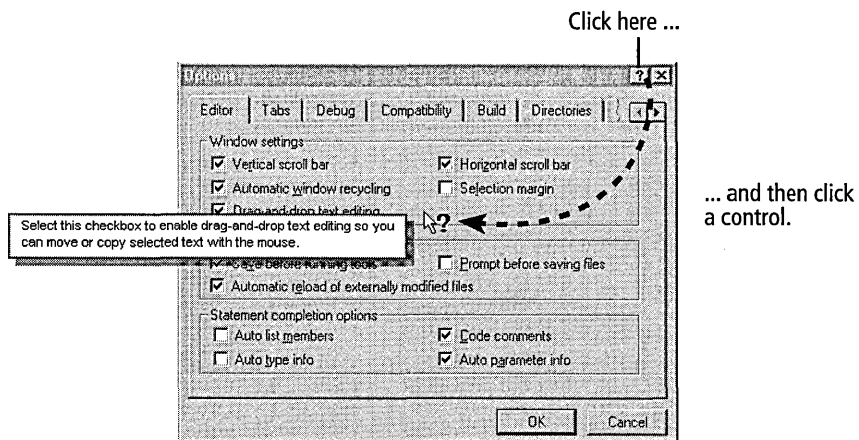 Click here ...
Options
? ×
Editor Tabs Debug Compatibility Build Directories
Window settings
Vertical scroll bar
Horizontal scroll bar
Automatic window recycling
Selection margin
Drag-and-drop text editing
?
... and then click
a control.
Select this checkbox to enable drag-and-drop text editing so you
can move or copy selected text with the mouse.
Save before running tools
Prompt before saving files
Automatic reload of externally modified files
Statement completion options
Auto list members
Code comments
Auto type info
Auto parameter info
OK
Cancel